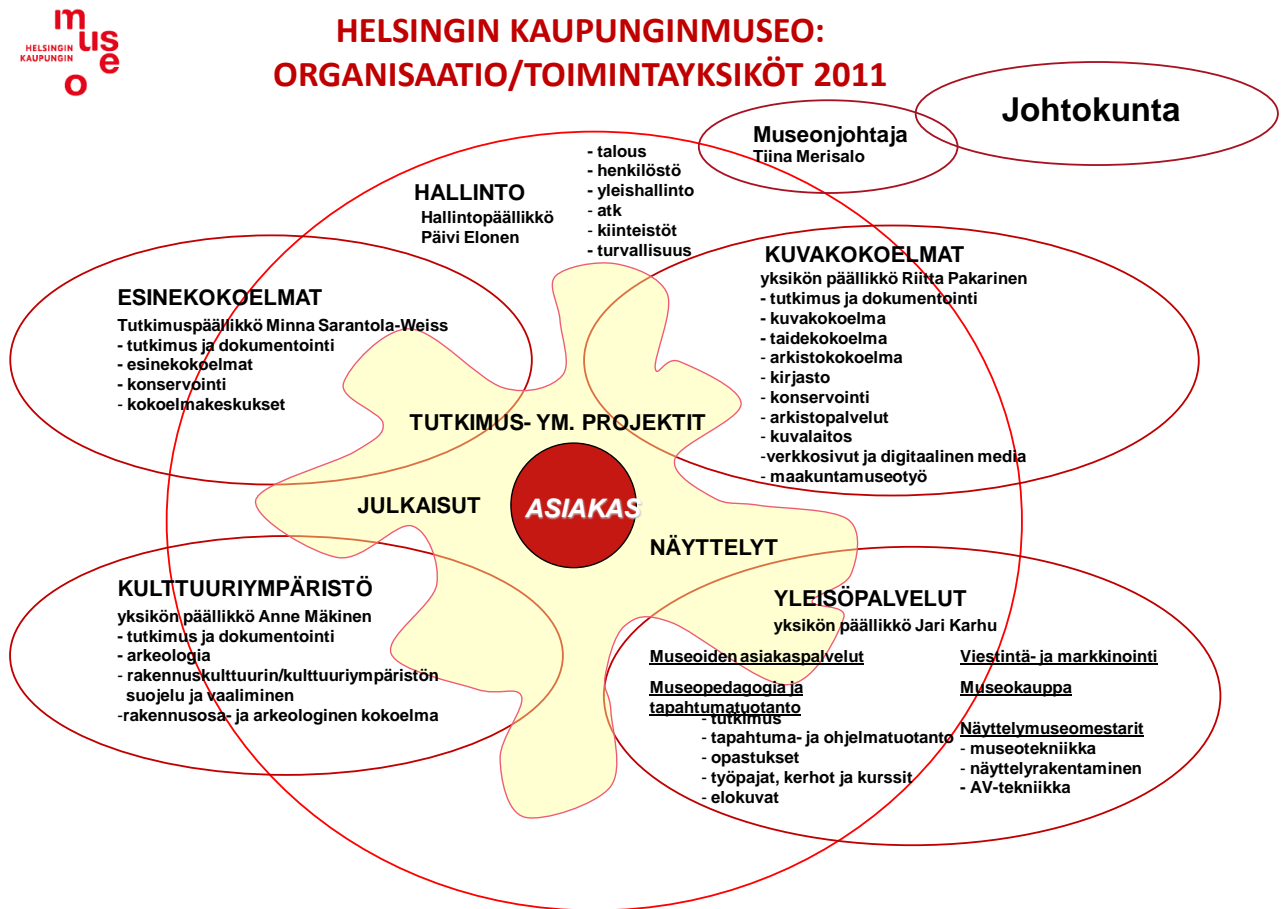 HELSINGIN
KAUPUNGIN
museo
HELSINGIN KAUPUNGINMUSEO:
ORGANISAATIO/TOIMINTAYKSIKÖT 2011
Johtokunta
Museonjohtaja
Tiina Merisalo
HALLINTO
Hallintopäällikkö
Päivi Elonen
- talous
- henkilöstö
- yleishallinto
- atk
- kiinteistöt
- turvallisuus
ESINEKOKOELMAT
Tutkimuspäällikkö Minna Sarantola-Weiss
- tutkimus ja dokumentointi
- esinekokoelmat
- konservointi
- kokoelmakeskukset
KUVAKOKOELMAT
yksikön päällikkö Riitta Pakarinen
- tutkimus ja dokumentointi
- kuvakokoelma
- taidekokoelma
- arkistokokoelma
- kirjasto
- konservointi
- arkistopalvelut
- kuvalaitos
-verkkosivut ja digitaalinen media
- maakuntamuseotyö
TUTKIMUS- YM. PROJEKTIT
JULKAISUT
ASIAKAS
NÄYTTELYT
KULTTUURIYMPÄRISTÖ
yksikön päällikkö Anne Mäkinen
- tutkimus ja dokumentointi
- arkeologia
- rakennuskulttuurin/kulttuuriympäristön
suojelu ja vaaliminen
-rakennusosa- ja arkeologinen kokoelma
YLEISÖPALVELUT
yksikön päällikkö Jari Karhu
Museoiden asiakaspalvelut
Museopedagogia ja
tapahtumatuotanto
- tutkimus
- tapahtuma- ja ohjelmatuotanto
- opastukset
- työpajat, kerhot ja kurssit
- elokuvat
Viestintä- ja markkinointi
Museokauppa
Näyttelymuseomestarit
- museotekniikka
- näyttelyrakentaminen
- AV-tekniikka